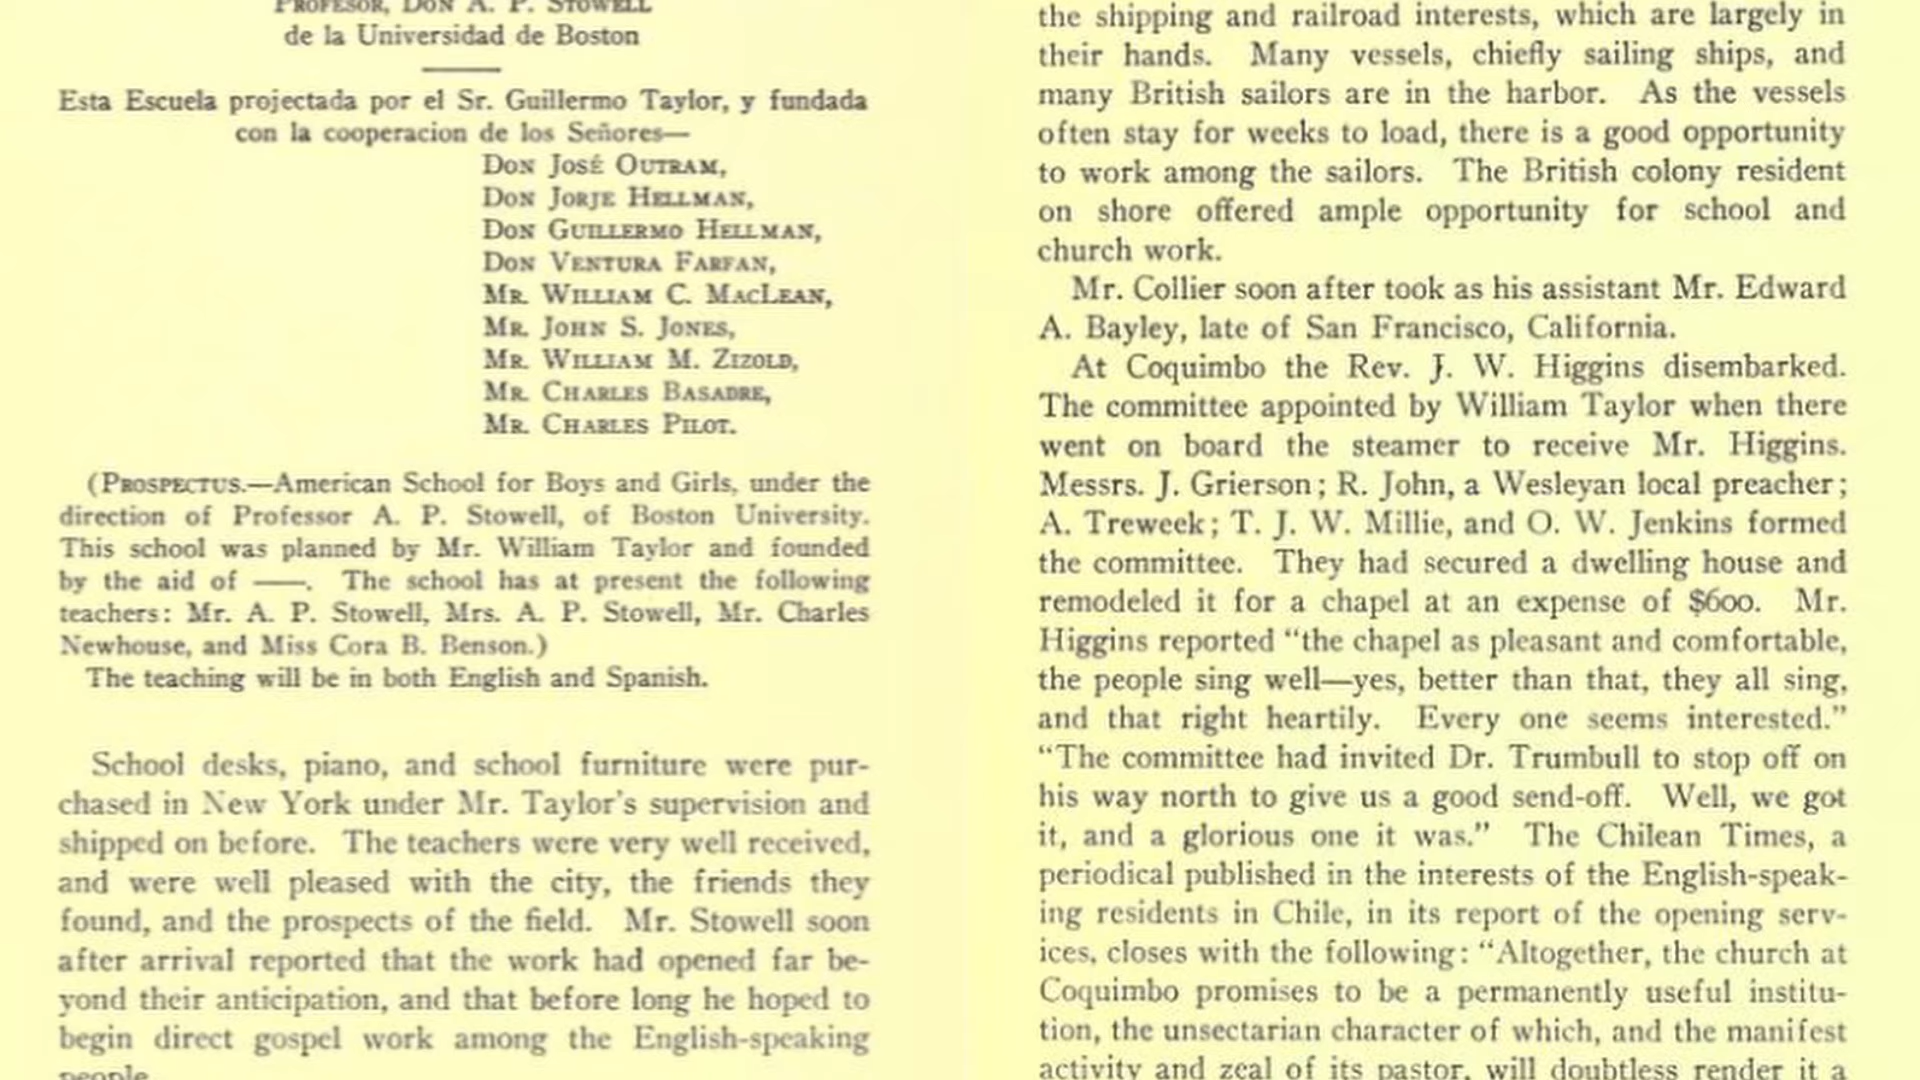 PROFESOR, DON A. P. STOWELL
de la Universidad de Boston
Esta Escuela projectada por el Sr. Guillermo Taylor, y fundada
con la cooperacion de los Señores—
DON JOSÉ OUTRAM,
DON JORJE HELLMAN,
DON GUILLERMO HELLMAN,
DON VENTURA FARFAN,
MR. WILLIAM C. MACLEAN,
MR. JOHN S. JONES,
MR. WILLIAM M. ZIZOLD,
MR. CHARLES BASADRE,
MR. CHARLES PILOT.
(PROSPECTUS.—American School for Boys and Girls, under the
direction of Professor A. P. Stowell, of Boston University.
This school was planned by Mr. William Taylor and founded
by the aid of ——. The school has at present the following
teachers: Mr. A. P. Stowell, Mrs. A. P. Stowell, Mr. Charles
Newhouse, and Miss Cora B. Benson.)
The teaching will be in both English and Spanish.
School desks, piano, and school furniture were pur-
chased in New York under Mr. Taylor's supervision and
shipped on before. The teachers were very well received,
and were well pleased with the city, the friends they
found, and the prospects of the field. Mr. Stowell soon
after arrival reported that the work had opened far be-
yond their anticipation, and that before long he hoped to
begin direct gospel work among the English-speaking
people.
the shipping and railroad interests, which are largely in
their hands. Many vessels, chiefly sailing ships, and
many British sailors are in the harbor. As the vessels
often stay for weeks to load, there is a good opportunity
to work among the sailors. The British colony resident
on shore offered ample opportunity for school and
church work.
Mr. Collier soon after took as his assistant Mr. Edward
A. Bayley, late of San Francisco, California.
At Coquimbo the Rev. J. W. Higgins disembarked.
The committee appointed by William Taylor when there
went on board the steamer to receive Mr. Higgins.
Messrs. J. Grierson; R. John, a Wesleyan local preacher;
A. Treweek; T. J. W. Millie, and O. W. Jenkins formed
the committee. They had secured a dwelling house and
remodeled it for a chapel at an expense of $600. Mr.
Higgins reported "the chapel as pleasant and comfortable,
the people sing well—yes, better than that, they all sing,
and that right heartily. Every one seems interested."
"The committee had invited Dr. Trumbull to stop off on
his way north to give us a good send-off. Well, we got
it, and a glorious one it was." The Chilean Times, a
periodical published in the interests of the English-speak-
ing residents in Chile, in its report of the opening serv-
ices, closes with the following: "Altogether, the church at
Coquimbo promises to be a permanently useful institu-
tion, the unsectarian character of which, and the manifest
activity and zeal of its pastor, will doubtless render it a